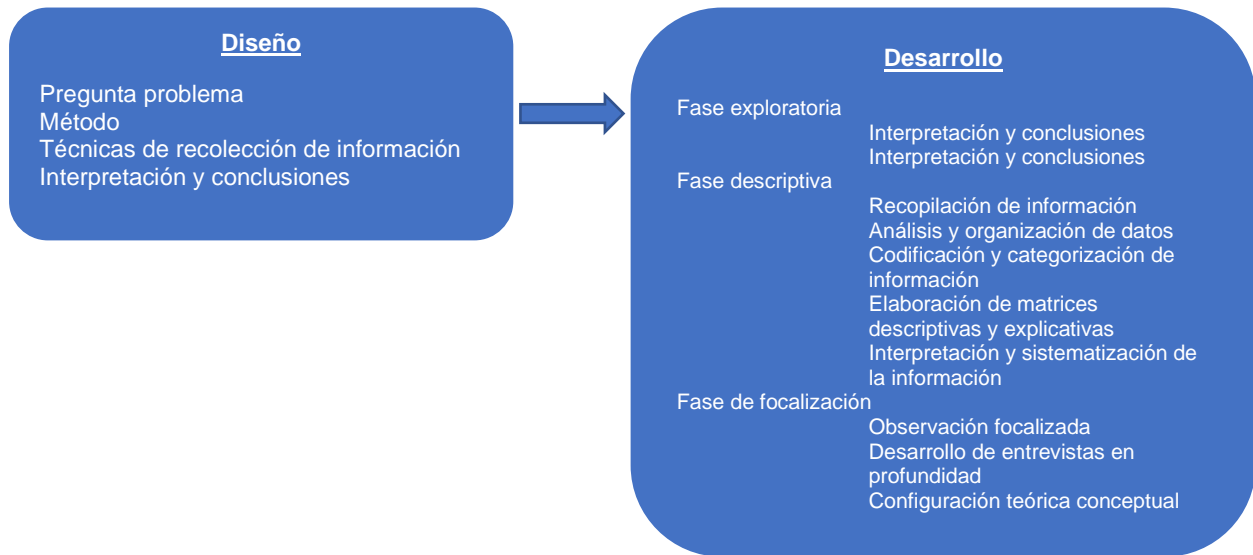 Diseño
Pregunta problema
Método
Técnicas de recolección de información
Interpretación y conclusiones
Desarrollo
Fase exploratoria
Interpretación y conclusiones
Interpretación y conclusiones
Fase descriptiva
Recopilación de información
Análisis y organización de datos
Codificación y categorización de
información
Elaboración de matrices
descriptivas y explicativas
Interpretación y sistematización de
la información
Fase de focalización
Observación focalizada
Desarrollo de entrevistas en
profundidad
Configuración teórica conceptual